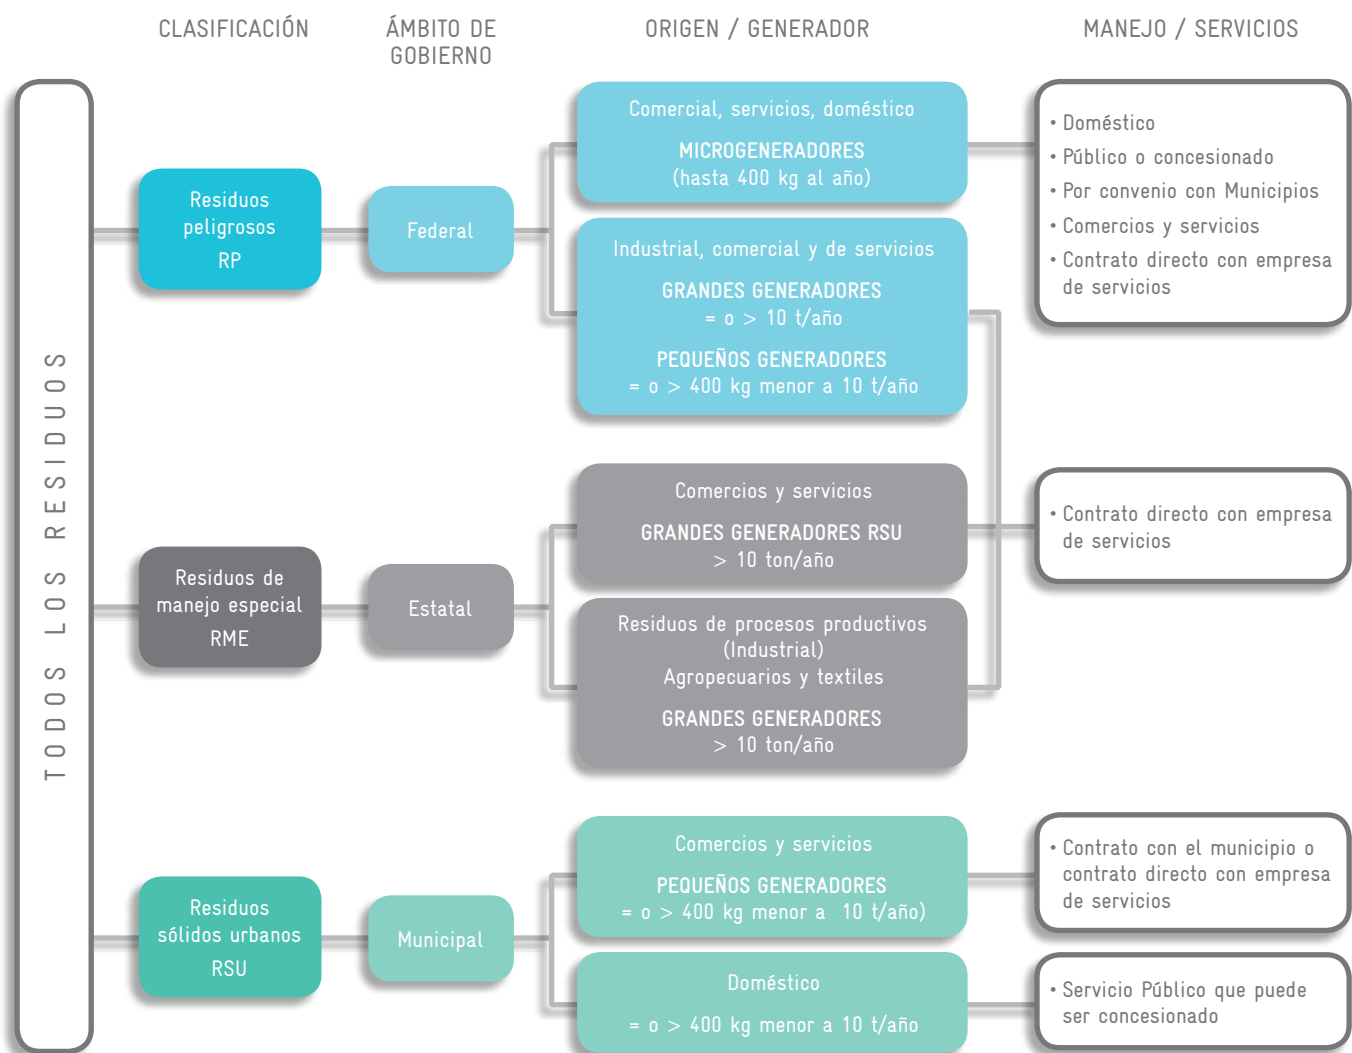 CLASIFICACIÓN
ÁMBITO DE
GOBIERNO
ORIGEN / GENERADOR
MANEJO / SERVICIOS
TODOS LOS RESIDUOS
Residuos
peligrosos
RP
Federal
Comercial, servicios, doméstico
MICROGENERADORES
(hasta 400 kg al año)
Industrial, comercial y de servicios
GRANDES GENERADORES
= o > 10 t/año
PEQUEÑOS GENERADORES
= o > 400 kg menor a 10 t/año
• Doméstico
• Público o concesionado
• Por convenio con Municipios
• Comercios y servicios
• Contrato directo con empresa
de servicios
Residuos de
manejo especial
RME
Estatal
Comercios y servicios
GRANDES GENERADORES RSU
> 10 ton/año
Residuos de procesos productivos
(Industrial)
Agropecuarios y textiles
GRANDES GENERADORES
> 10 ton/año
• Contrato directo con empresa
de servicios
Residuos
sólidos urbanos
RSU
Municipal
Comercios y servicios
PEQUEÑOS GENERADORES
= o > 400 kg menor a 10 t/año)
Doméstico
= o > 400 kg menor a 10 t/año
• Contrato con el municipio o
contrato directo con empresa
de servicios
• Servicio Público que puede
ser concesionado